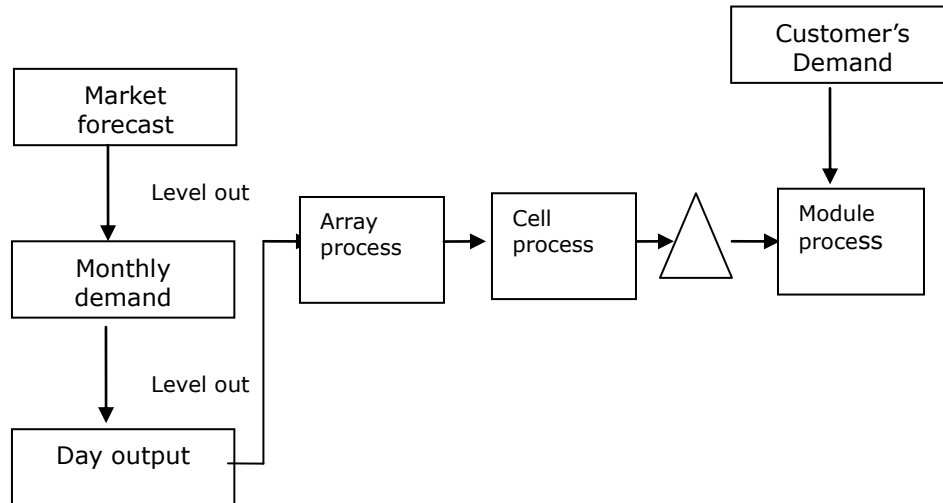 Customer’s
Demand
Market
forecast
Level out
Array
process
Cell
process
Module
process
Monthly
demand
Level out
Day output